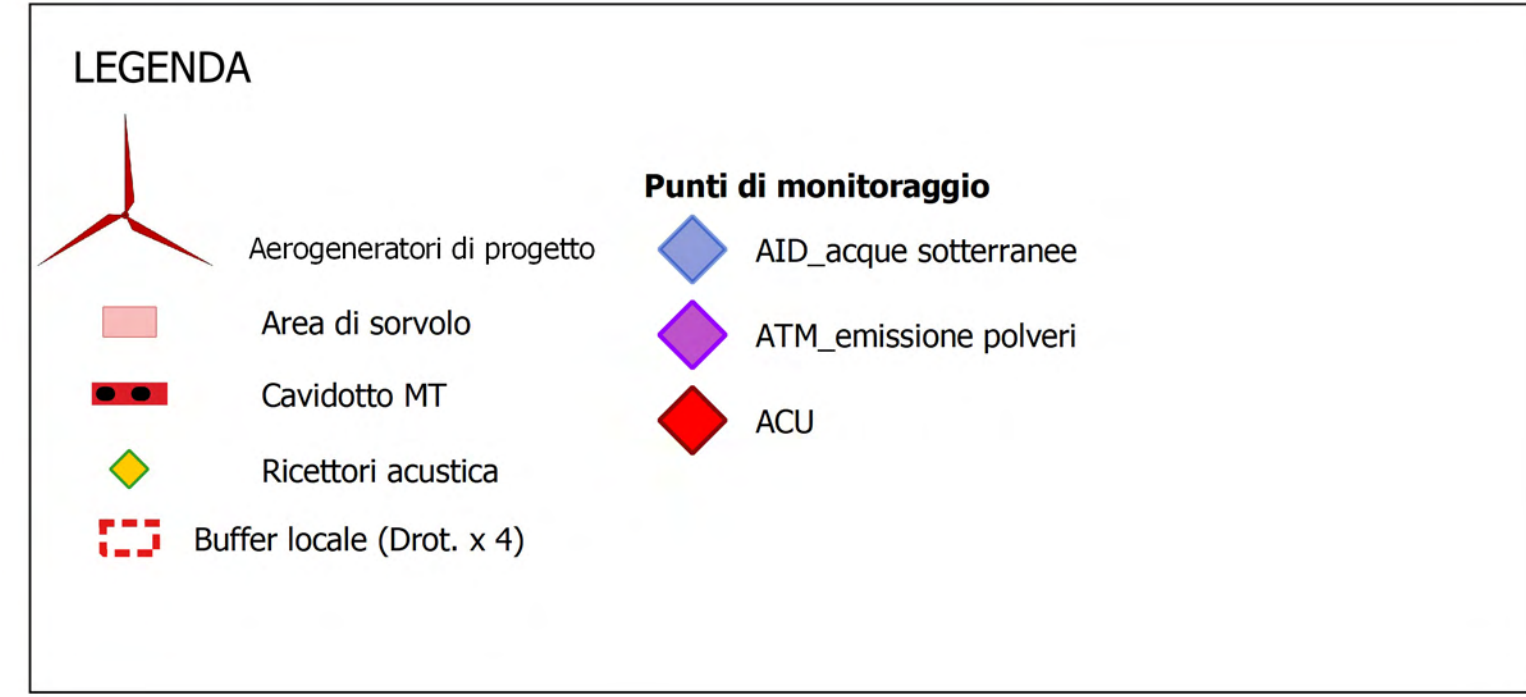 LEGENDA
Aerogeneratori di progetto
Area di sorvolo
Cavidotto MT
Ricettori acustica
Buffer locale (Drot. x 4)
Punti di monitoraggio
AID_acque sotterranee
ATM_emissione polveri
ACU